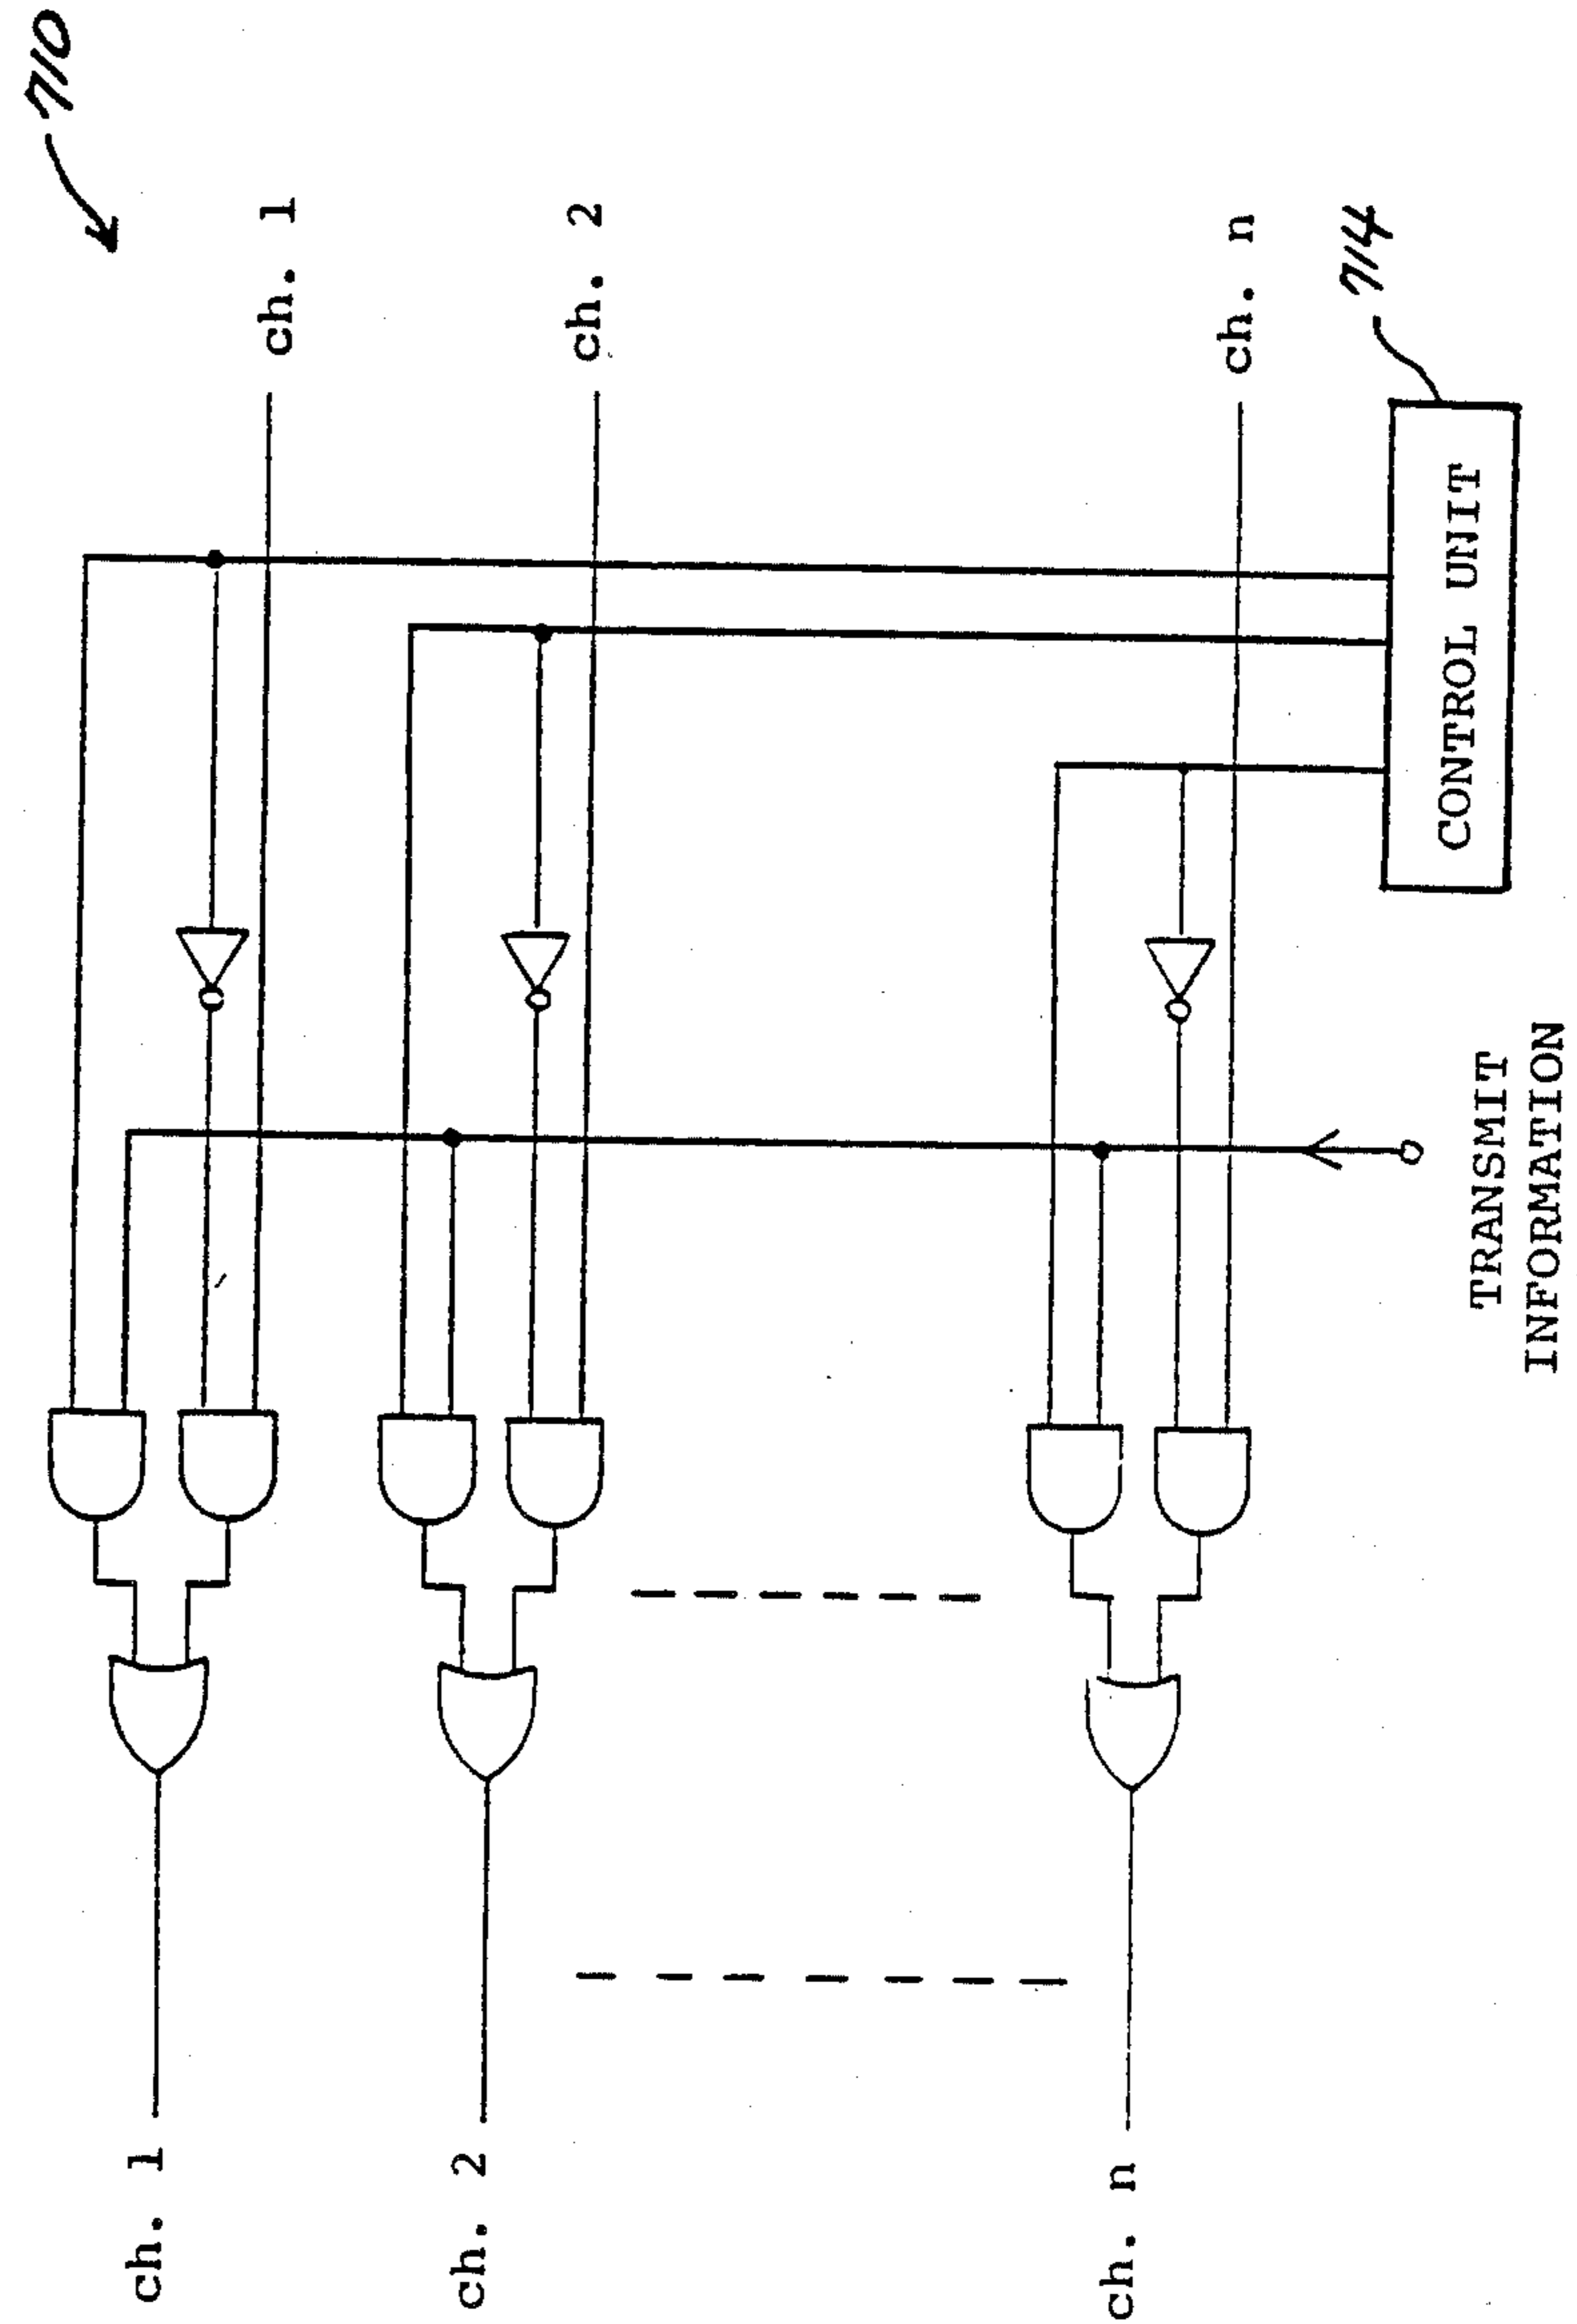 710
ch. 1
ch. 2
ch. n
714
CONTROL UNIT
TRANSMIT
INFORMATION
ch. 1
ch. 2
ch. n